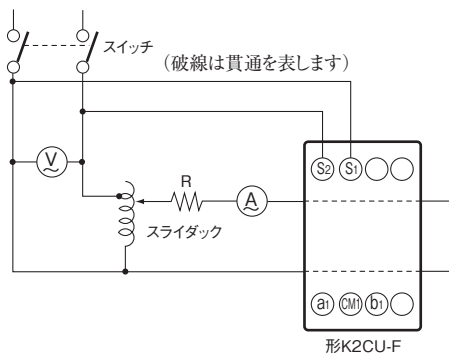 スイッチ
(破線は貫通を表します)
V
S2 S1
R
A
スライダック
a1 CM1 b1
形K2CU-F